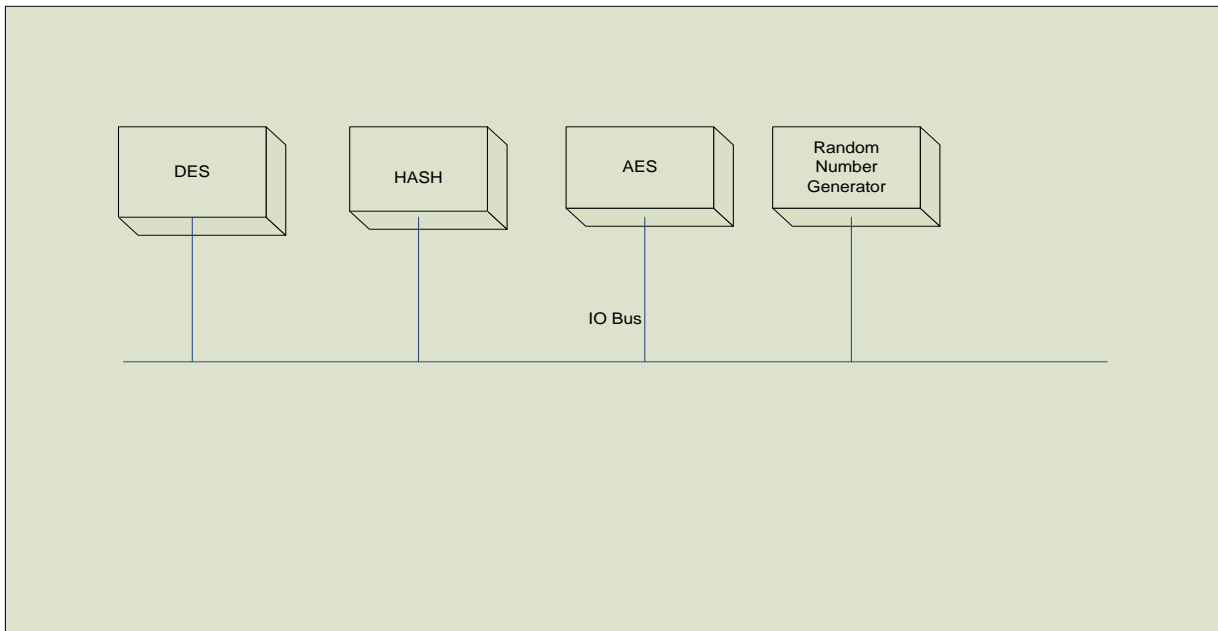 DES
HASH
AES
Random
Number
Generator
IO Bus